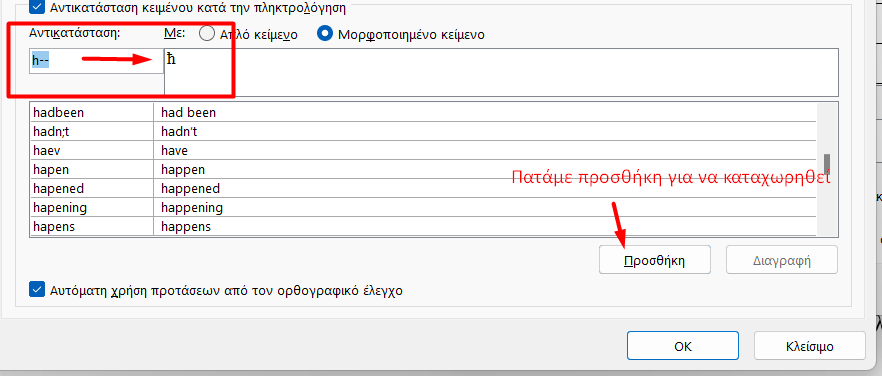 Αντικατάσταση κειμένου κατά την πληκτρολόγηση
Αντικατάσταση: Με: Απλό κείμενο Μορφοποιημένο κείμενο
h-- ħ
hadbeen had been
hadn;t hadn't
haev have
hapen happen
Πατάμε προσθήκη για να καταχωρηθεί
hapened happened
hapening happening
hapens happens
Προσθήκη Διαγραφή
Αυτόματη χρήση προτάσεων από τον ορθογραφικό έλεγχο
OK Κλείσιμο